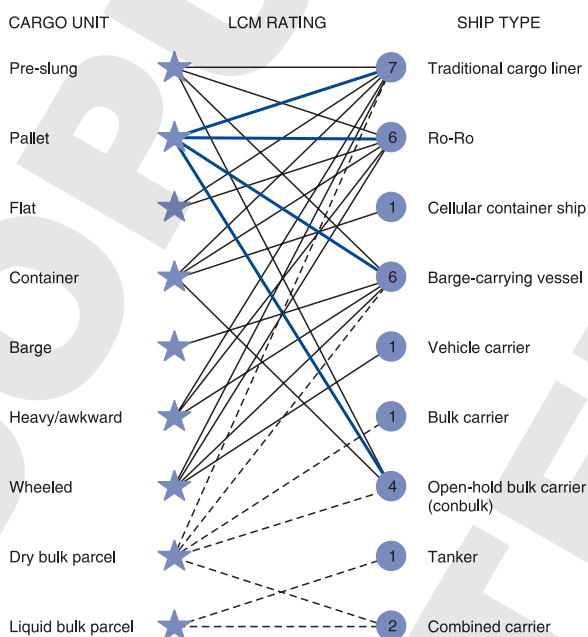 CARGO UNIT LCM RATING SHIP TYPE
Pre-slung 7 Traditional cargo liner
Pallet 6 Ro-Ro
Flat 1 Cellular container ship
Container 6 Barge-carrying vessel
Barge 1 Vehicle carrier
Heavy/awkward 1 Bulk carrier
Wheeled 4 Open-hold bulk carrier
(conbulk)
Dry bulk parcel 1 Tanker
Liquid bulk parcel 2 Combined carrier